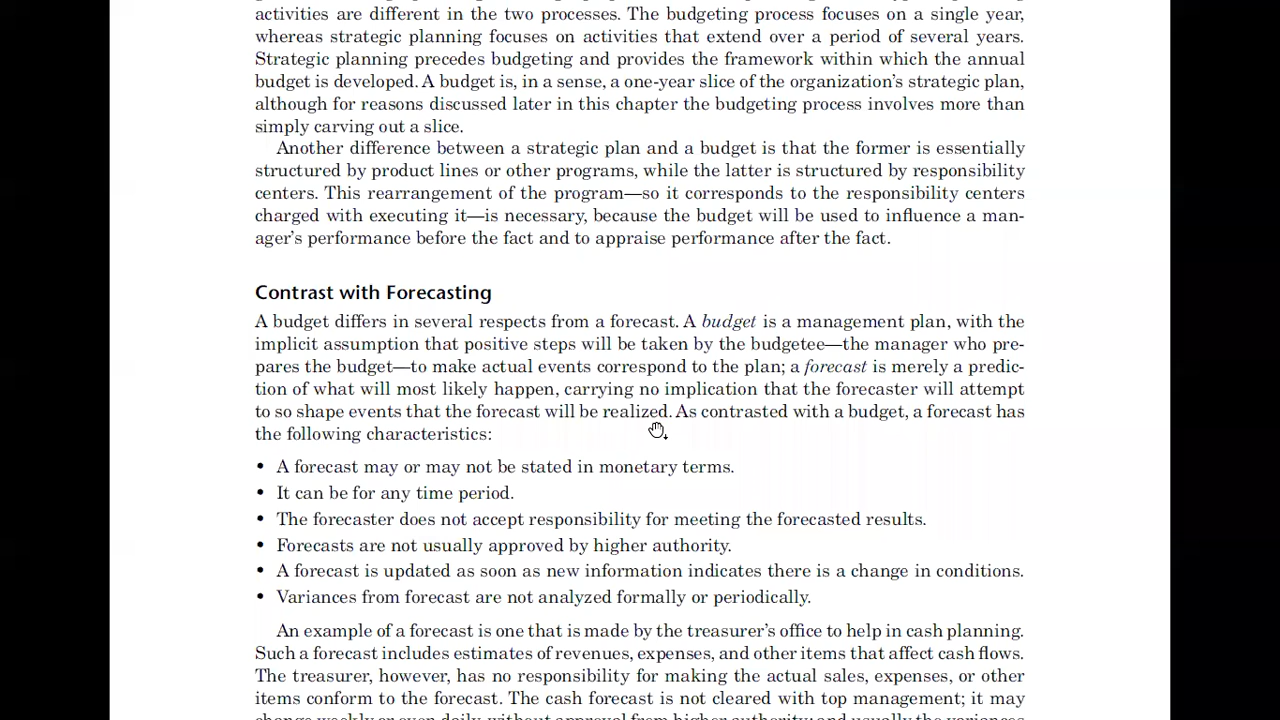 activities are different in the two processes. The budgeting process focuses on a single year,
whereas strategic planning focuses on activities that extend over a period of several years.
Strategic planning precedes budgeting and provides the framework within which the annual
budget is developed. A budget is, in a sense, a one-year slice of the organization's strategic plan,
although for reasons discussed later in this chapter the budgeting process involves more than
simply carving out a slice.
Another difference between a strategic plan and a budget is that the former is essentially
structured by product lines or other programs, while the latter is structured by responsibility
centers. This rearrangement of the program—so it corresponds to the responsibility centers
charged with executing it—is necessary, because the budget will be used to influence a man-
ager's performance before the fact and to appraise performance after the fact.
Contrast with Forecasting
A budget differs in several respects from a forecast. A budget is a management plan, with the
implicit assumption that positive steps will be taken by the budgetee—the manager who pre-
pares the budget—to make actual events correspond to the plan; a forecast is merely a predic-
tion of what will most likely happen, carrying no implication that the forecaster will attempt
to so shape events that the forecast will be realized. As contrasted with a budget, a forecast has
the following characteristics:
• A forecast may or may not be stated in monetary terms.
• It can be for any time period.
• The forecaster does not accept responsibility for meeting the forecasted results.
• Forecasts are not usually approved by higher authority.
• A forecast is updated as soon as new information indicates there is a change in conditions.
• Variances from forecast are not analyzed formally or periodically.
An example of a forecast is one that is made by the treasurer's office to help in cash planning.
Such a forecast includes estimates of revenues, expenses, and other items that affect cash flows.
The treasurer, however, has no responsibility for making the actual sales, expenses, or other
items conform to the forecast. The cash forecast is not cleared with top management; it may
change weekly or even daily, without approval from higher authority; and usually the variances